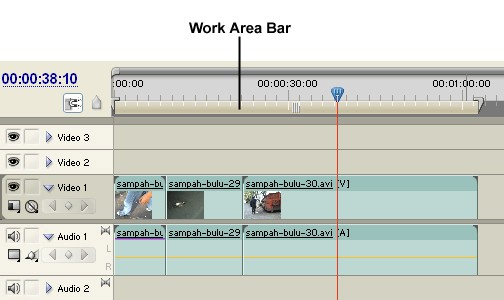 Work Area Bar
00:00:38:10
:00:00 00:00:30:00 00:01:00:00
Video 3
Video 2
Video 1
sampah-bu sampah-bulu-29 sampah-bulu-30.avi [V]
Audio 1
sampah-bu sampah-bulu-29 sampah-bulu-30.avi [A]
L
R
Audio 2